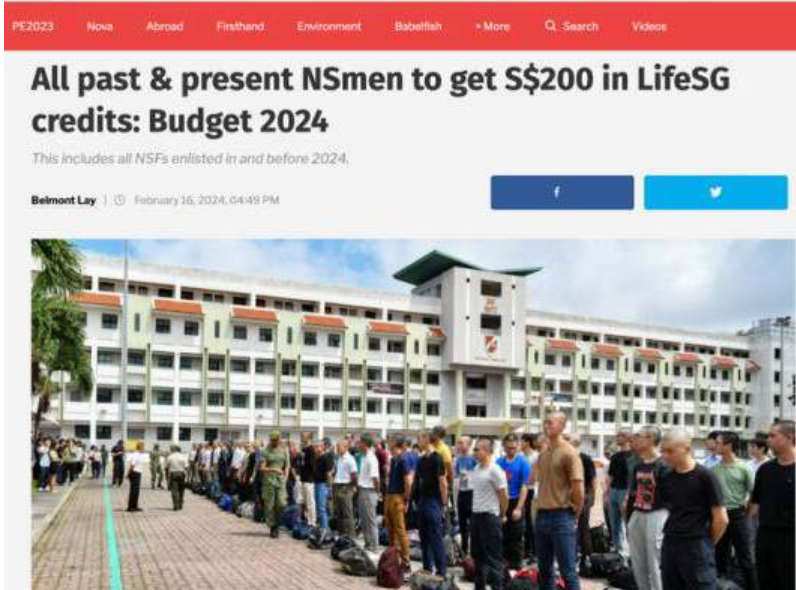 PE2023 Nova Abroad Firsthand Environment Babelfish + More Search Videos
All past & present NSmen to get S$200 in LifeSG
credits: Budget 2024
This includes all NSFs enlisted in and before 2024.
Belmont Lay | February 16, 2024, 04:49 PM